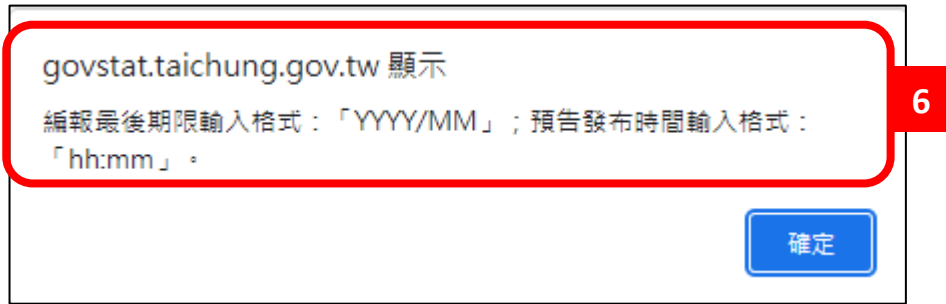 govstat.taichung.gov.tw 顯示
編報最後期限輸入格式：「YYYY/MM」；預告發布時間輸入格式：
「hh:mm」。
6
確定